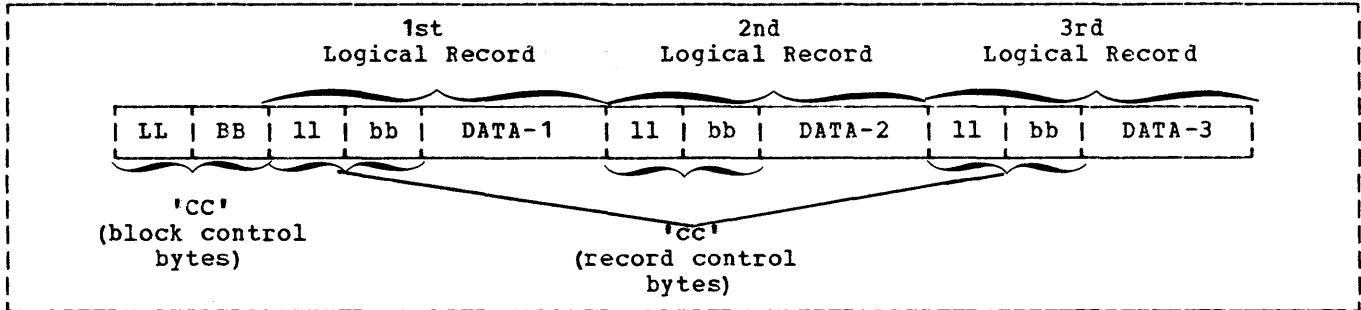 1st 2nd 3rd
Logical Record Logical Record Logical Record
| LL | BB | ll | bb | DATA-1 | ll | bb | DATA-2 | ll | bb | DATA-3 |
'CC' 'cc'
(block control (record control
bytes) bytes)